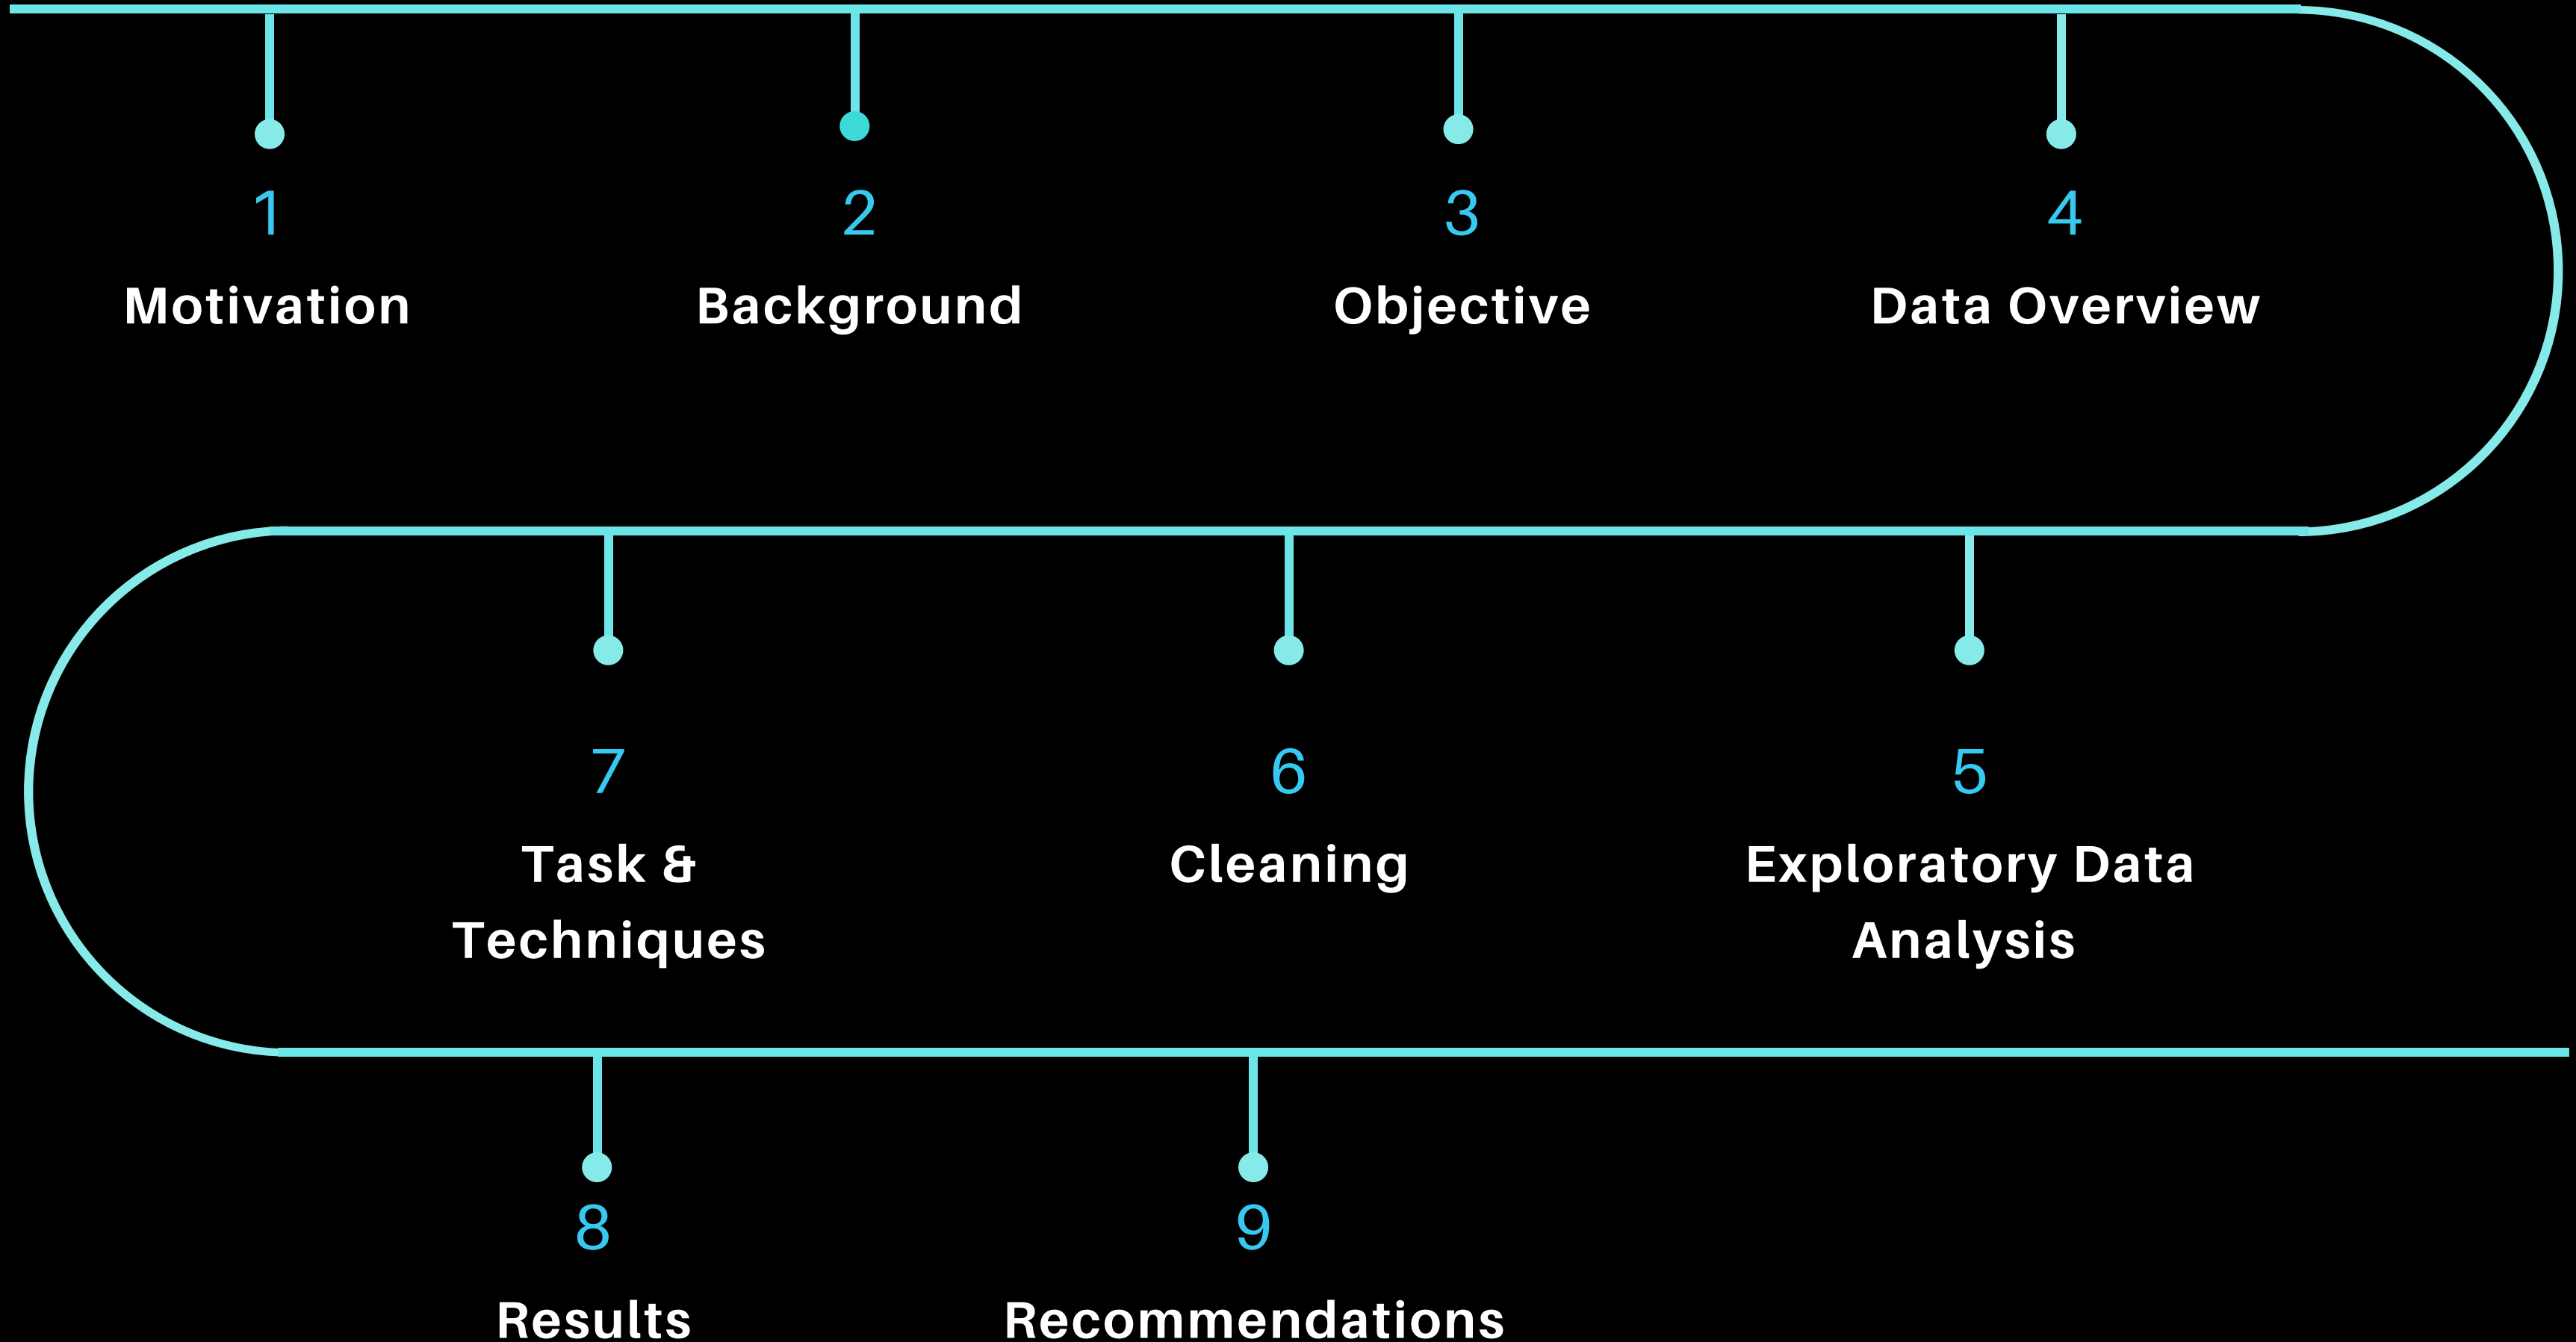 1
Motivation
2
Background
3
Objective
4
Data Overview
5
Exploratory Data
Analysis
6
Cleaning
7
Task &
Techniques
8
Results
9
Recommendations